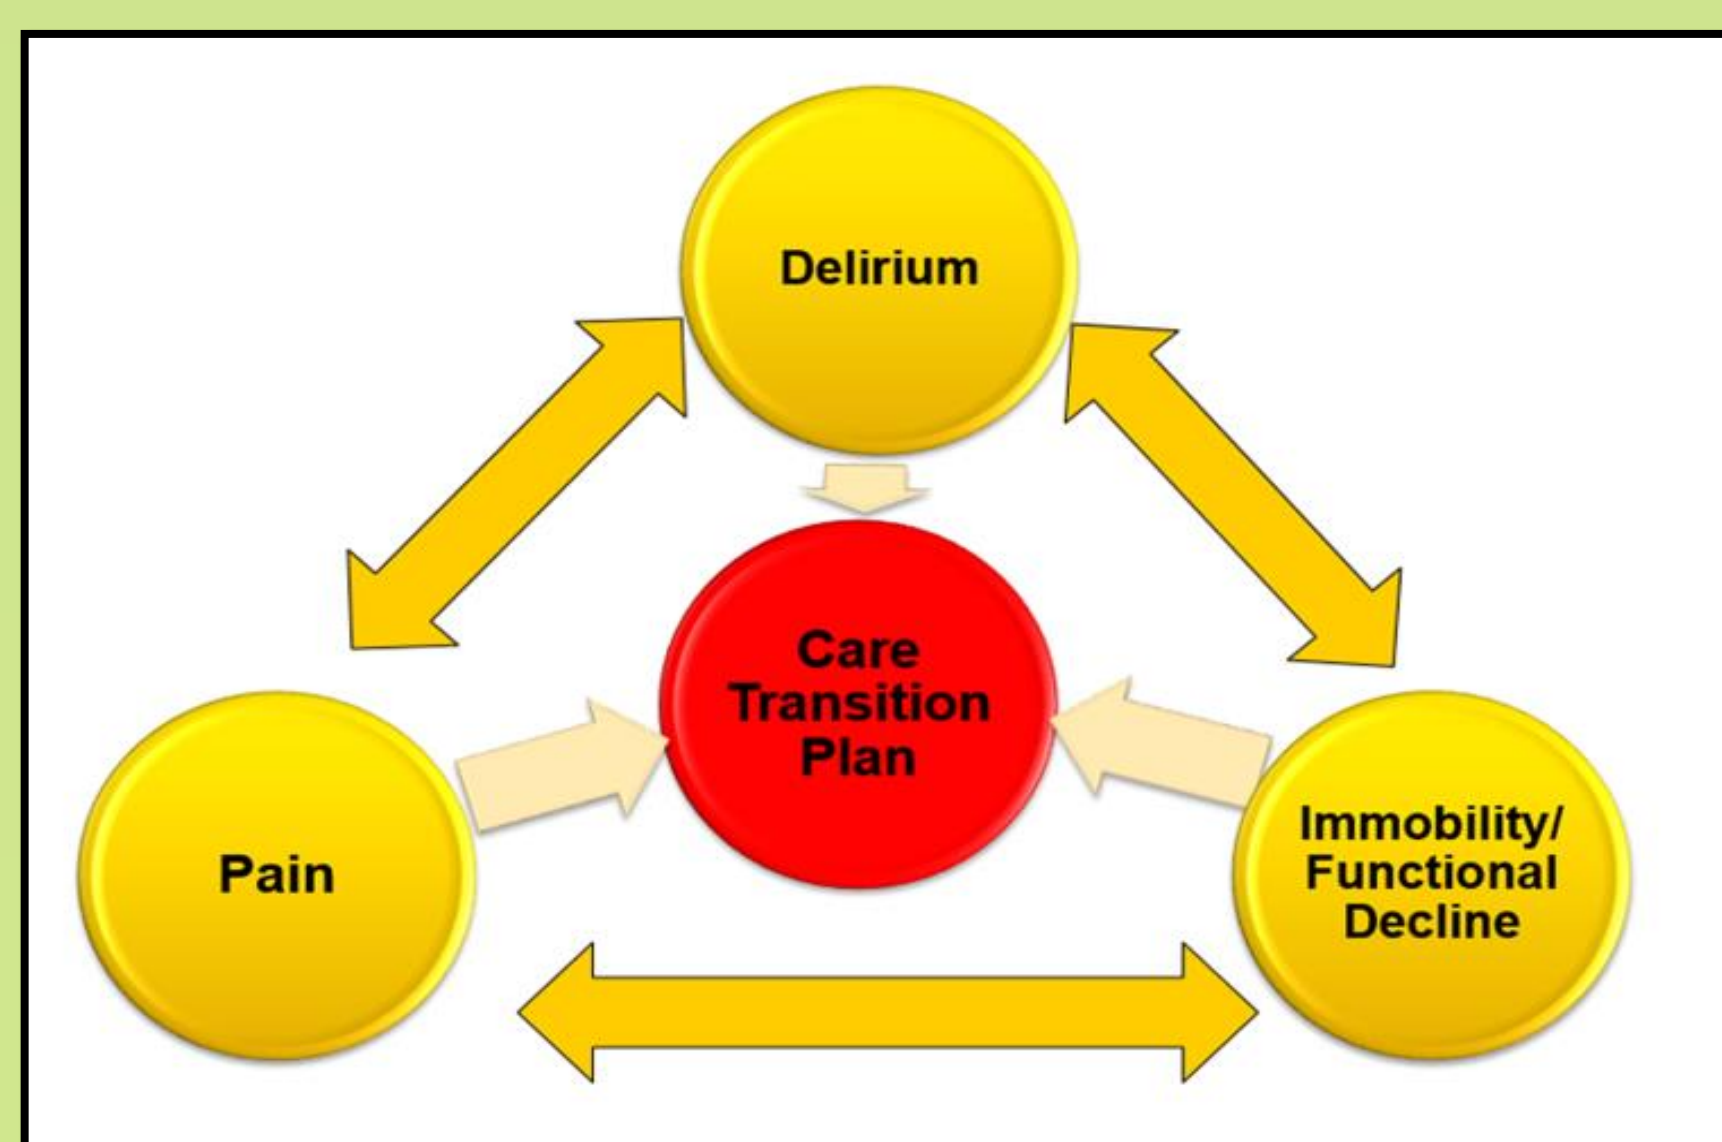 Delirium
Care
Transition
Plan
Pain
Immobility/
Functional
Decline